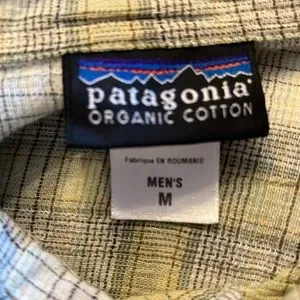 patagonia®
ORGANIC COTTON
Fabriqué EN ROUMANIE
MEN'S
M